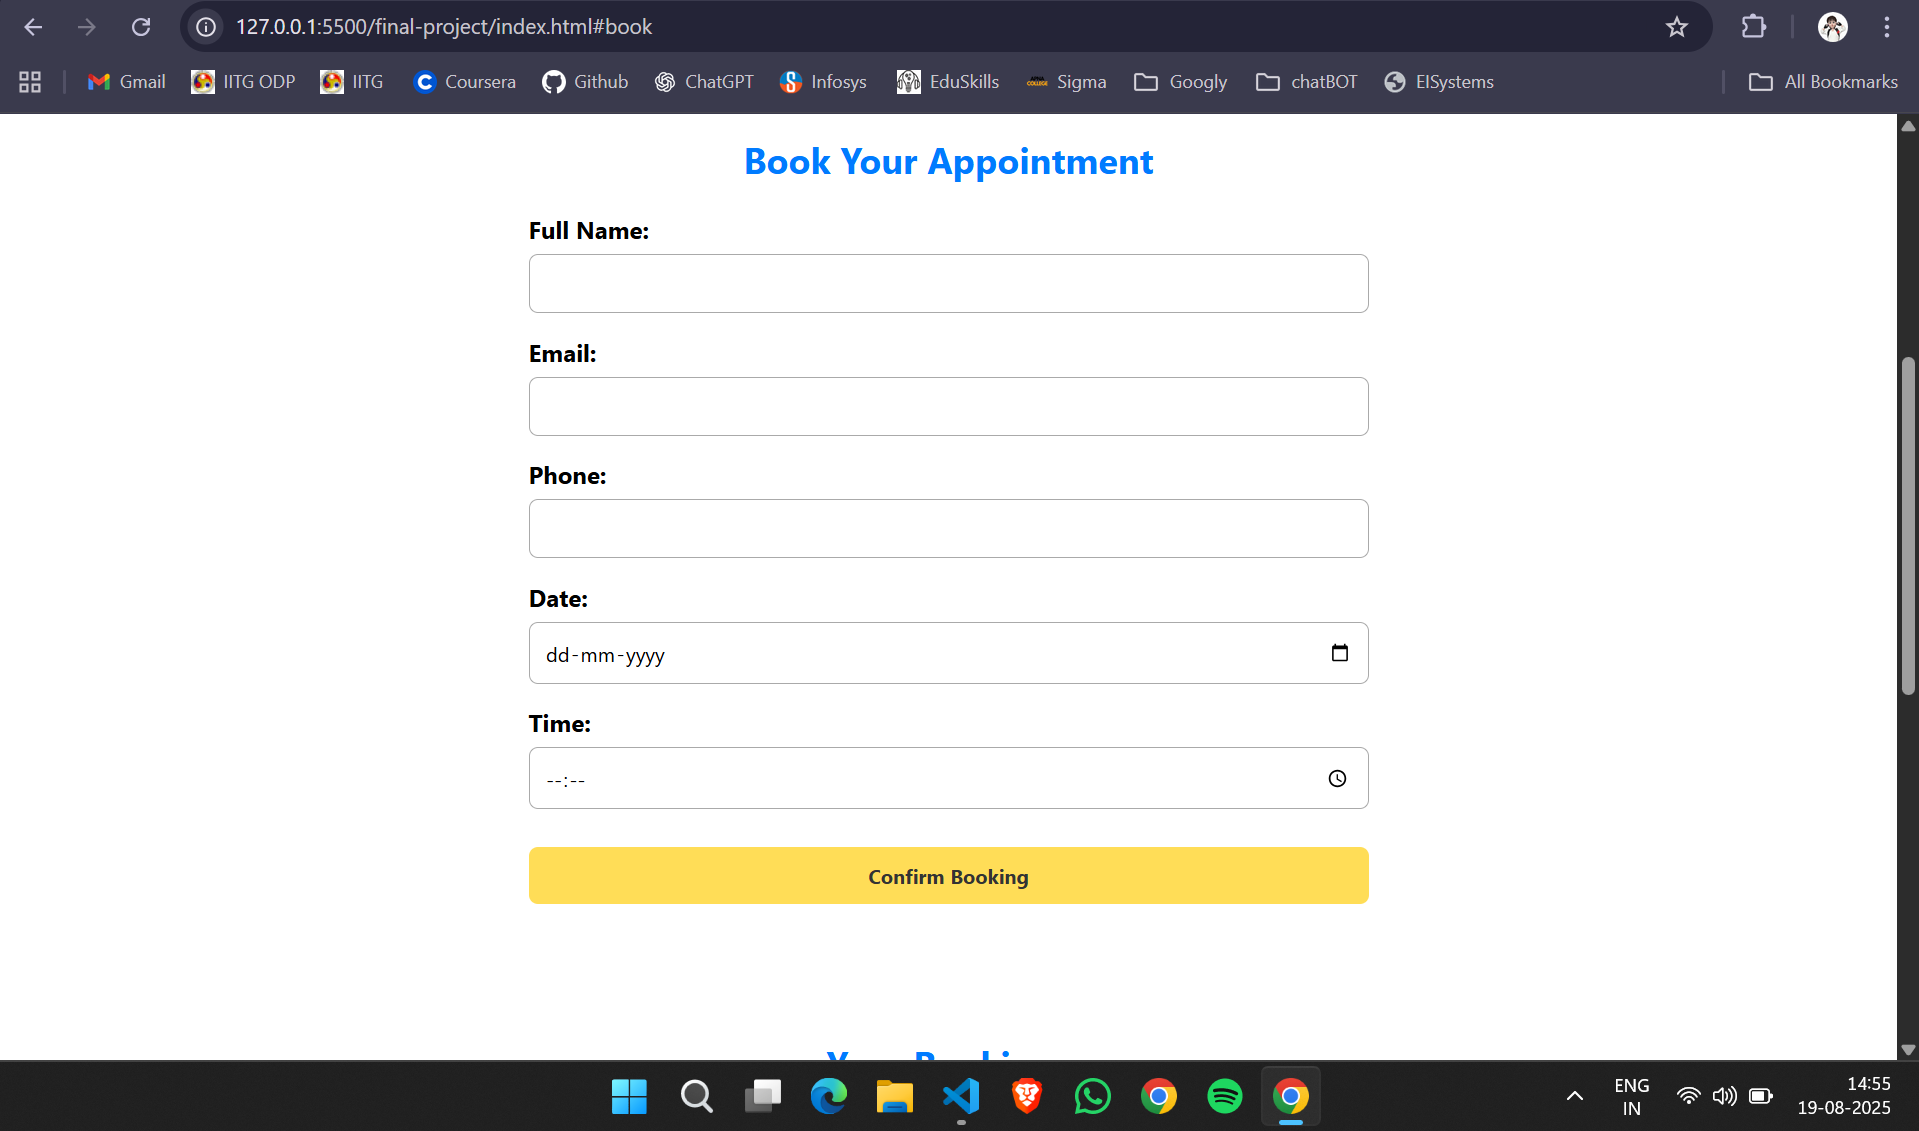 127.0.0.1:5500/final-project/index.html#book
Gmail IITG ODP IITG Coursera Github ChatGPT Infosys EduSkills Sigma Googly chatBOT EISystems All Bookmarks
Book Your Appointment
Full Name:
Email:
Phone:
Date:
dd-mm-yyyy
Time:
--:--
Confirm Booking
ENG
IN
14:55
19-08-2025